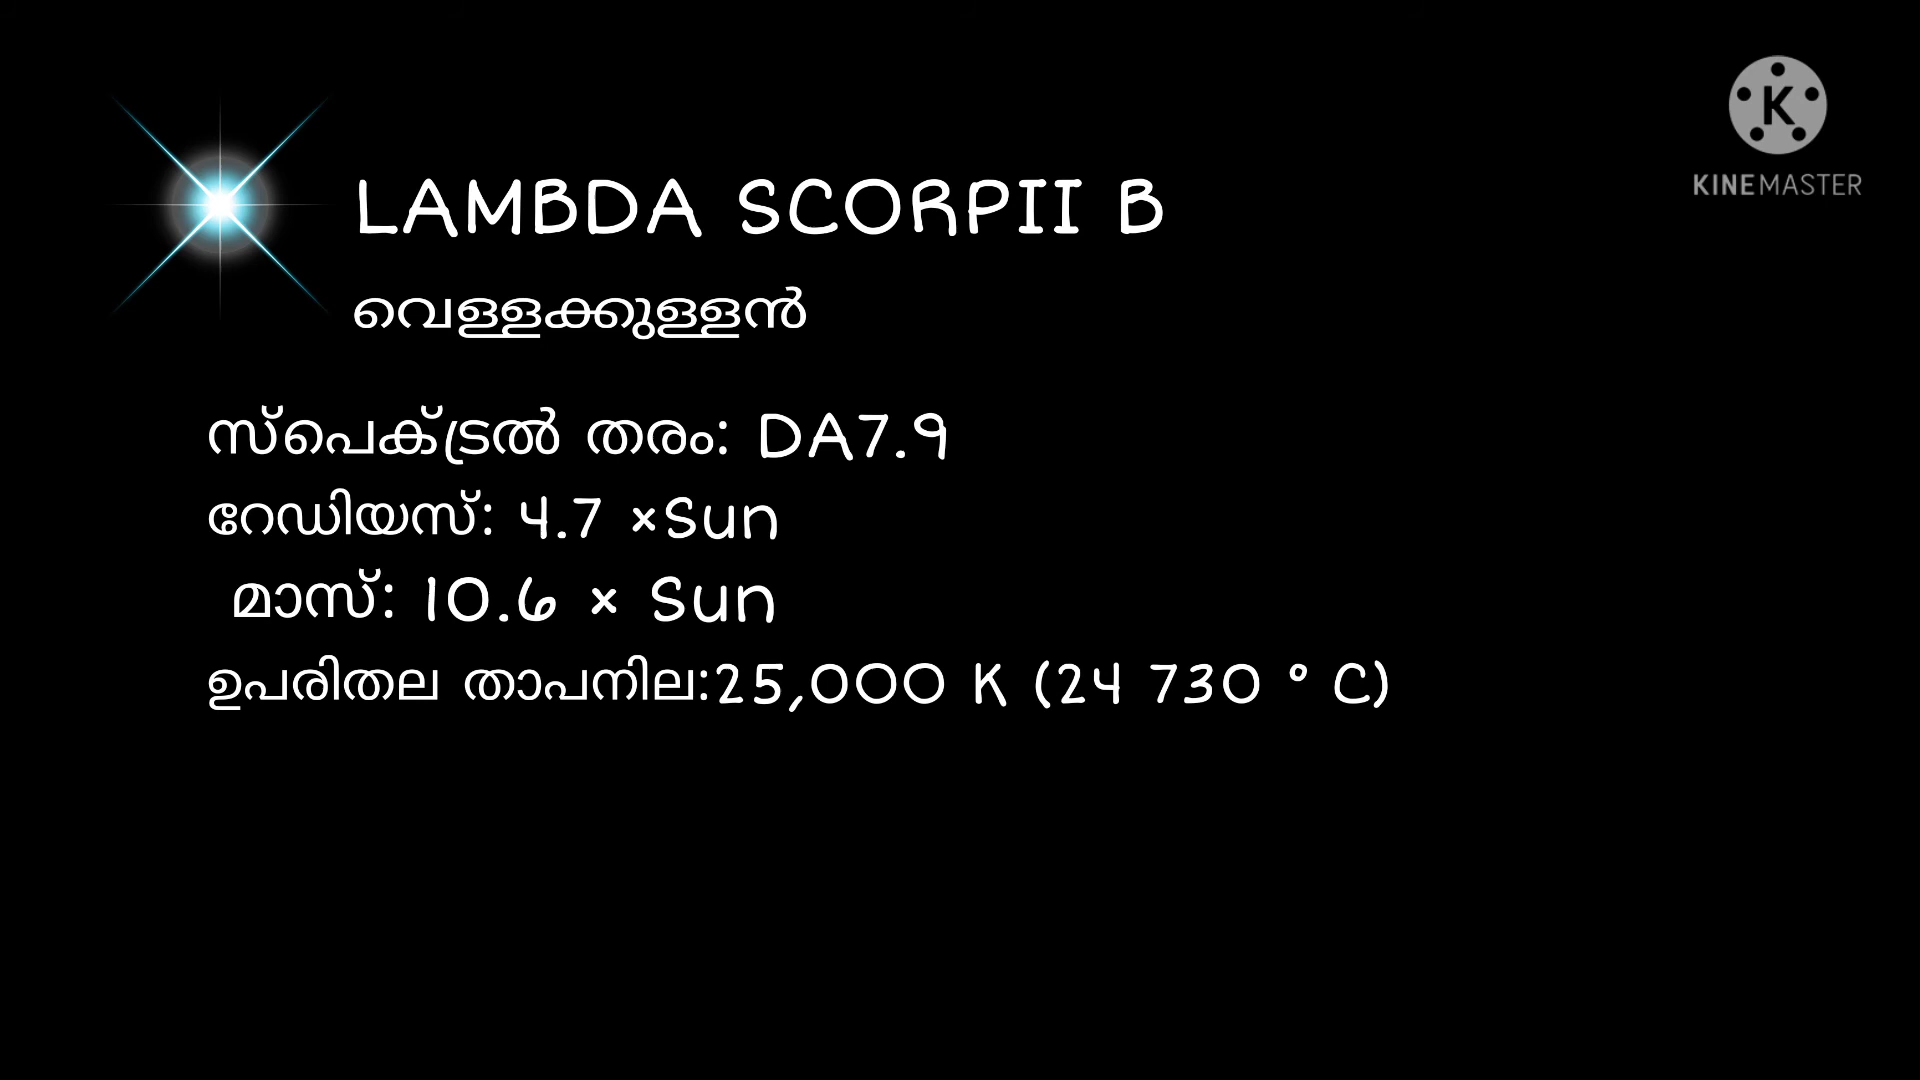 LAMBDA SCORPII B
വെള്ളക്കുള്ളൻ
സ്പെക്ട്രൽ തരം: DA7.9
റേഡിയസ്: 4.7 ×Sun
മാസ്: 10.6 × Sun
ഉപരിതല താപനില:25,000 K (24 730 ° C)
K
KINEMASTER